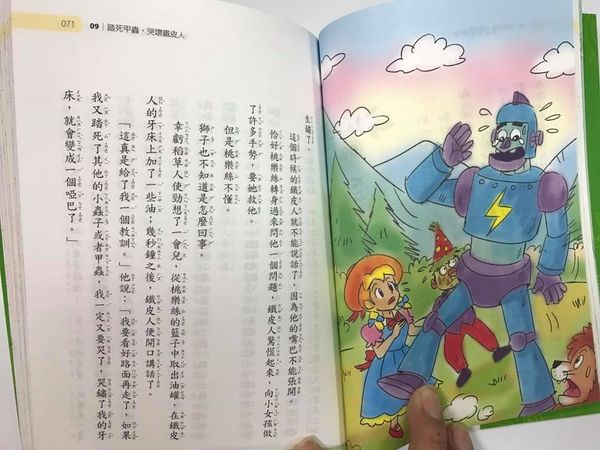 071
09 踏死甲蟲，哭壞鐵皮人
生鏽了。
這個時候的鐵皮人就不能說話了，因為他的嘴巴不能張開。
恰好桃樂絲轉身過來問他一個問題，鐵皮人驚慌起來，向小女孩做
了許多手勢，要她救他。
但是桃樂絲不懂。
獅子也不知道是怎麼回事。
幸虧稻草人使勁想了一會兒，從桃樂絲的籃子中取出油罐，在鐵皮
人的牙床上加了一些油；幾秒鐘之後，鐵皮人便開口講話了。
「這真是給了我一個教訓。」他說：「我要看好路面再走了，如果
我又踏死了其他的小蟲子或者甲蟲，我一定又要哭了，哭鏽了我的牙
床，就會變成一個啞巴了。」